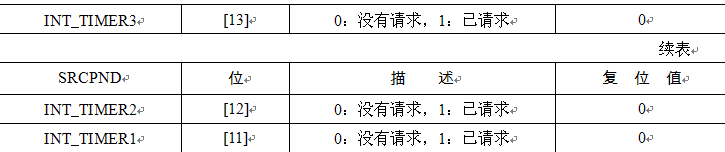 INT_TIMER3 [13] 0：没有请求，1：已请求 0
续表
SRCPND 位 描 述 复 位 值
INT_TIMER2 [12] 0：没有请求，1：已请求 0
INT_TIMER1 [11] 0：没有请求，1：已请求 0